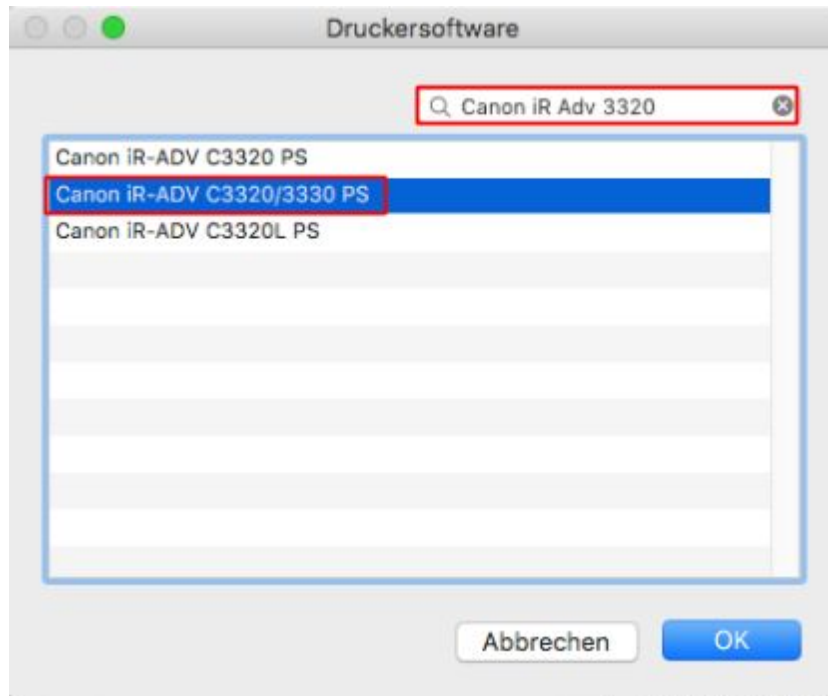 Druckersoftware
Canon iR Adv 3320
Canon iR-ADV C3320 PS
Canon iR-ADV C3320/3330 PS
Canon iR-ADV C3320L PS
Abbrechen OK